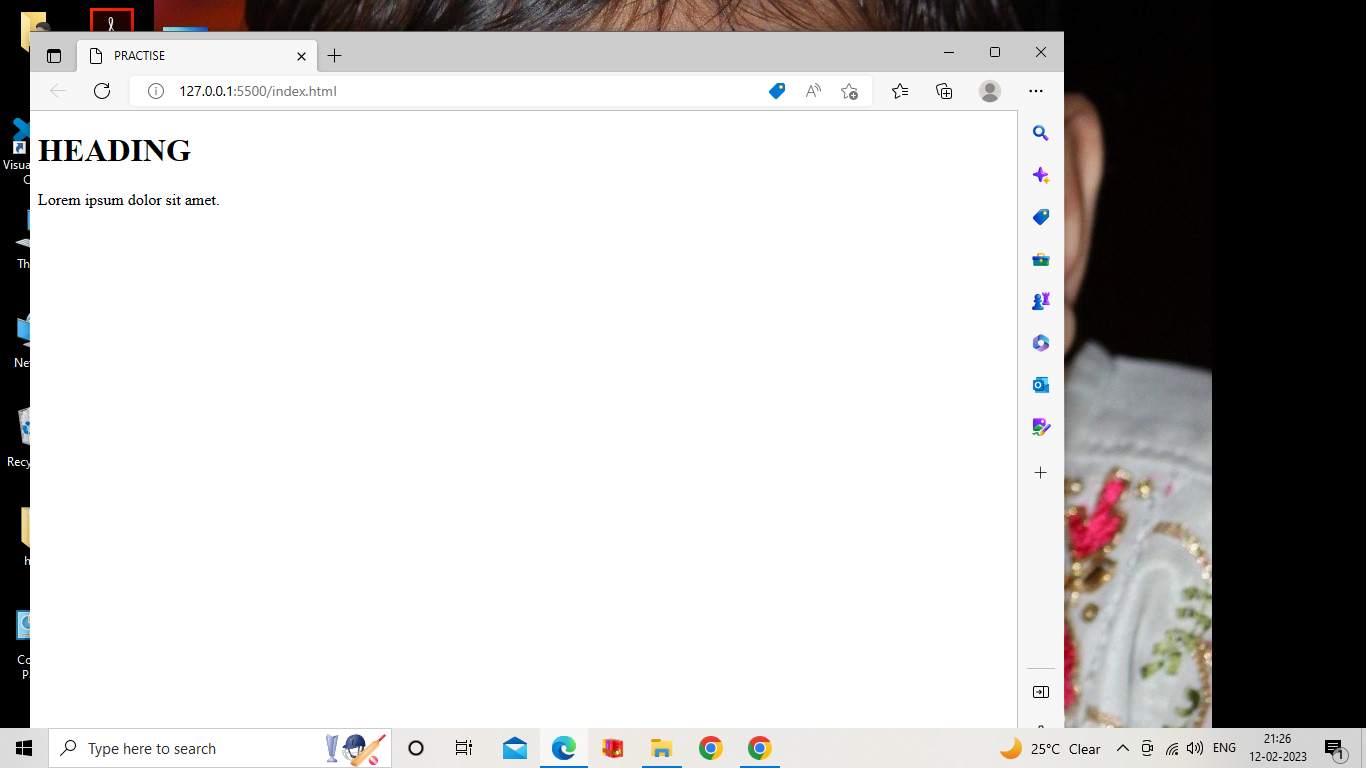 PRACTISE
127.0.0.1:5500/index.html
HEADING
Lorem ipsum dolor sit amet.
Visua
C
Th
Ne
Recy
h
Co
P
Type here to search
25°C Clear
ENG
21:26
12-02-2023
1